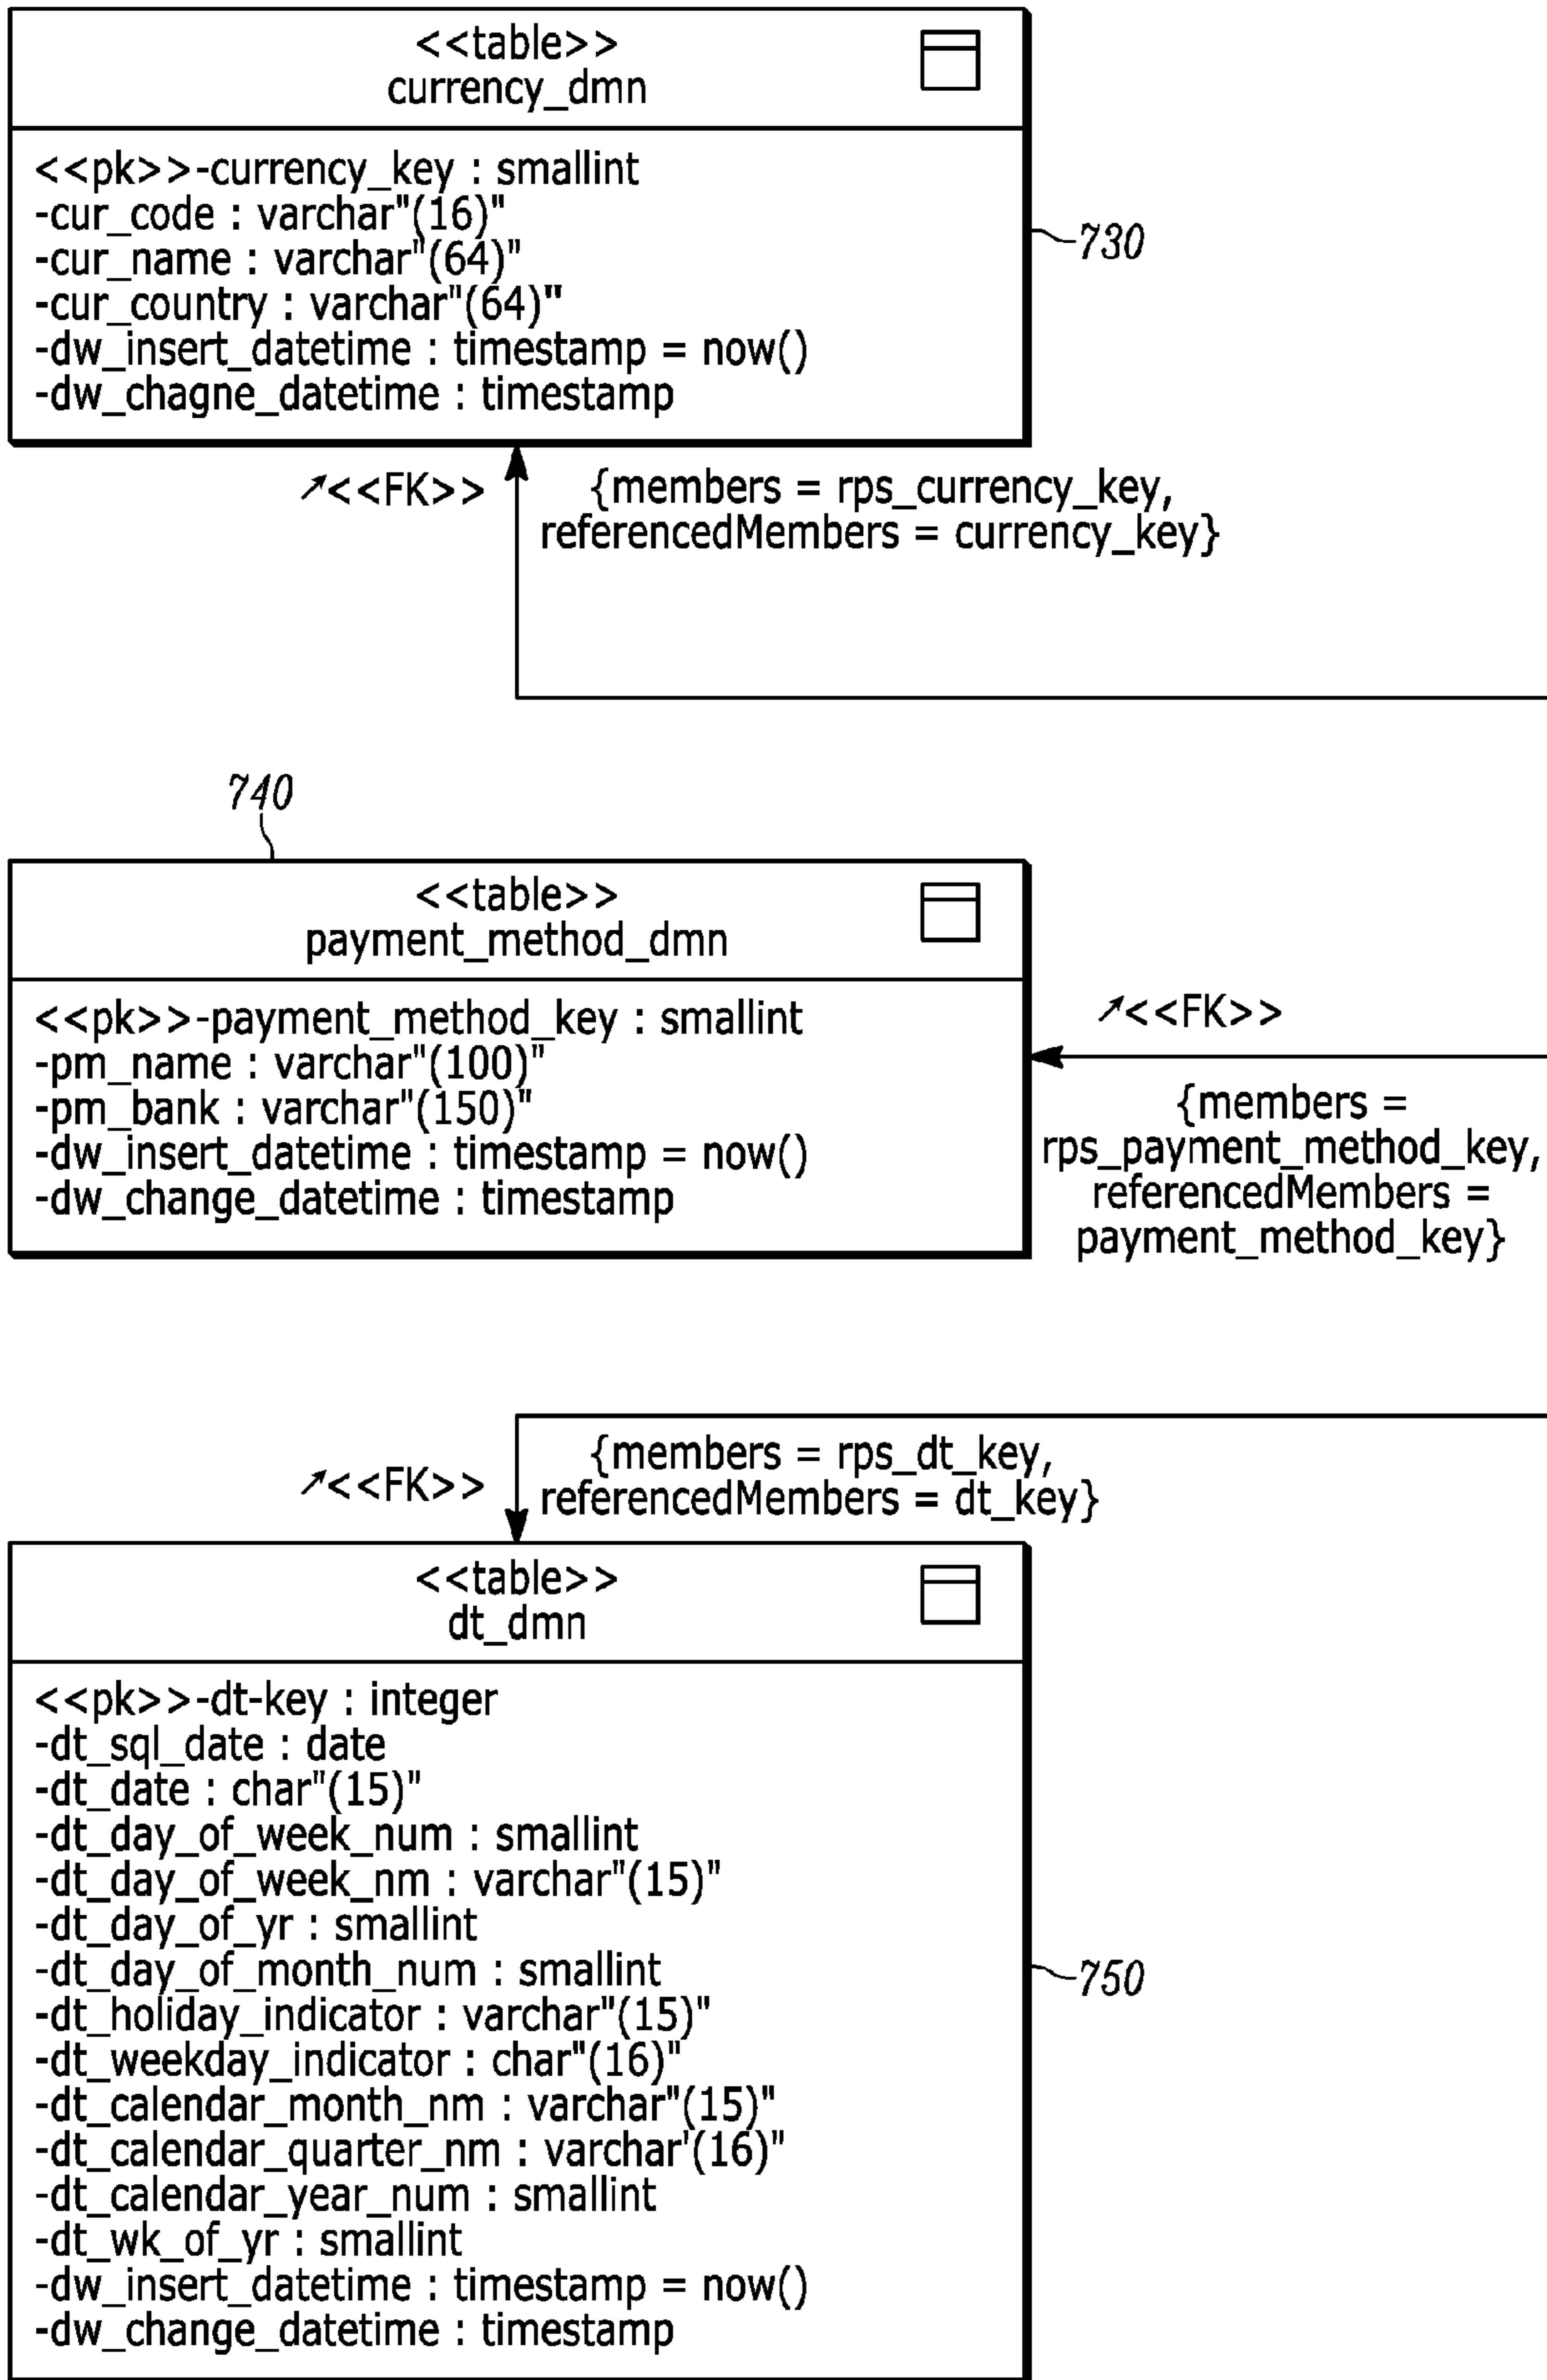 <<table>>
currency_dmn
<<pk>>-currency_key : smallint
-cur_code : varchar"(16)"
-cur_name : varchar"(64)"
-cur_country : varchar"(64)"
-dw_insert_datetime : timestamp = now()
-dw_chagne_datetime : timestamp
730
↗<<FK>>
{members = rps_currency_key,
referencedMembers = currency_key}
740
<<table>>
payment_method_dmn
<<pk>>-payment_method_key : smallint
-pm_name : varchar"(100)"
-pm_bank : varchar"(150)"
-dw_insert_datetime : timestamp = now()
-dw_change_datetime : timestamp
↗<<FK>>
{members =
rps_payment_method_key,
referencedMembers =
payment_method_key}
↗<<FK>>
{members = rps_dt_key,
referencedMembers = dt_key}
<<table>>
dt_dmn
<<pk>>-dt-key : integer
-dt_sql_date : date
-dt_date : char"(15)"
-dt_day_of_week_num : smallint
-dt_day_of_week_nm : varchar"(15)"
-dt_day_of_yr : smallint
-dt_day_of_month_num : smallint
-dt_holiday_indicator : varchar"(15)"
-dt_weekday_indicator : char"(16)"
-dt_calendar_month_nm : varchar"(15)"
-dt_calendar_quarter_nm : varchar'(16)"
-dt_calendar_year_num : smallint
-dt_wk_of_yr : smallint
-dw_insert_datetime : timestamp = now()
-dw_change_datetime : timestamp
750